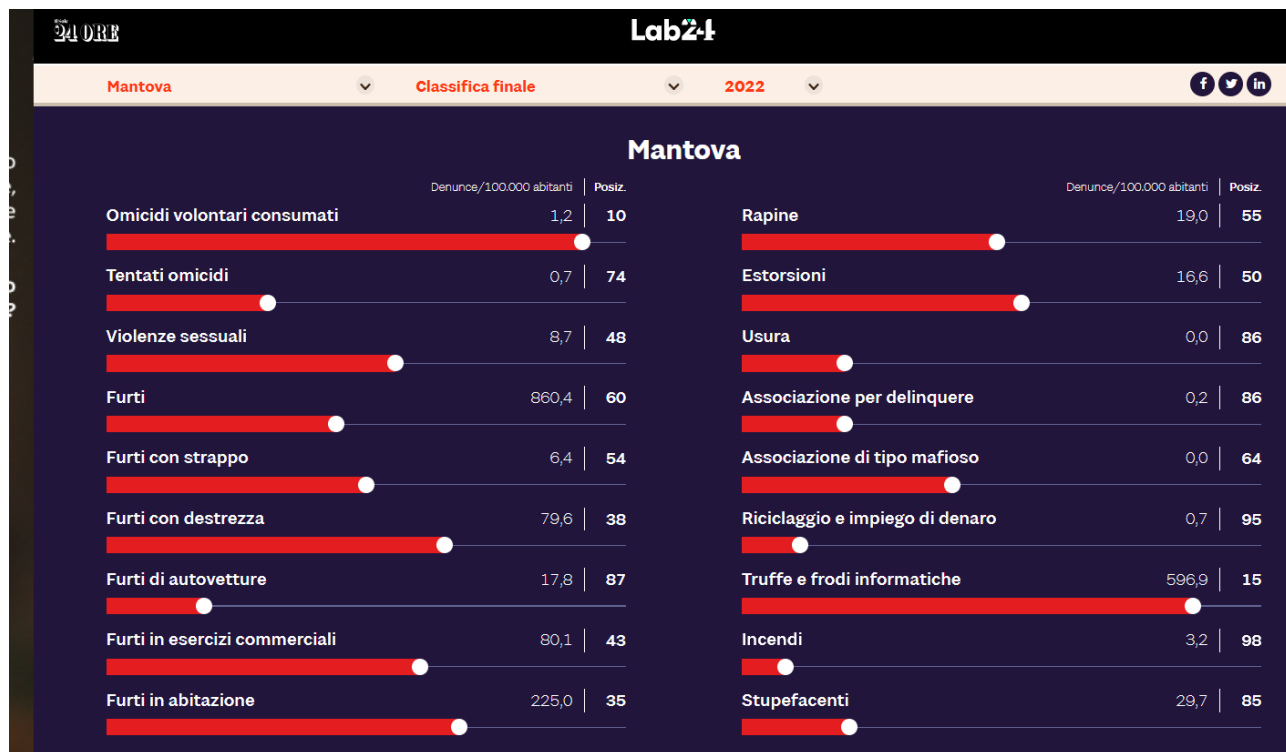 24 ORE
Lab24
Mantova
Classifica finale
2022
Mantova
Denunce/100.000 abitanti Posiz.
Omicidi volontari consumati 1,2 10
Tentati omicidi 0,7 74
Violenze sessuali 8,7 48
Furti 860,4 60
Furti con strappo 6,4 54
Furti con destrezza 79,6 38
Furti di autovetture 17,8 87
Furti in esercizi commerciali 80,1 43
Furti in abitazione 225,0 35
Denunce/100.000 abitanti Posiz.
Rapine 19,0 55
Estorsioni 16,6 50
Usura 0,0 86
Associazione per delinquere 0,2 86
Associazione di tipo mafioso 0,0 64
Riciclaggio e impiego di denaro 0,7 95
Truffe e frodi informatiche 596,9 15
Incendi 3,2 98
Stupefacenti 29,7 85